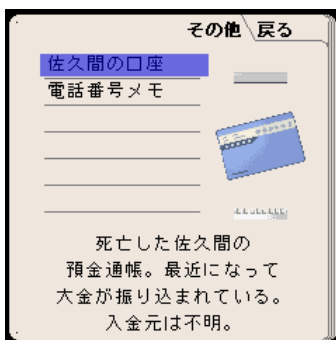 その他 戻る
佐久間の口座
電話番号メモ
死亡した佐久間の
預金通帳。最近になって
大金が振り込まれている。
入金元は不明。